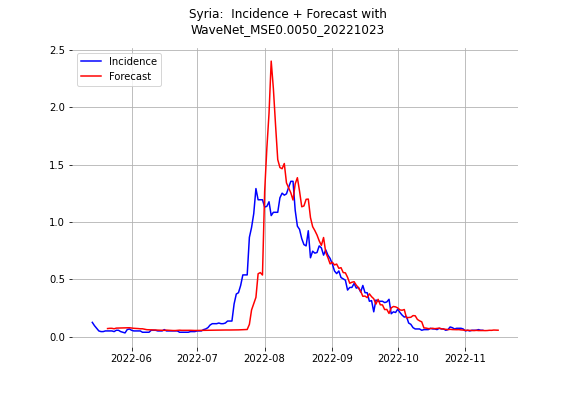 Syria:  Incidence + Forecast with
WaveNet_MSE0.0050_20221023
2.5
Incidence
Forecast
2.0
1.5
1.0
0.5
0.0
2022-06 2022-07 2022-08 2022-09 2022-10 2022-11